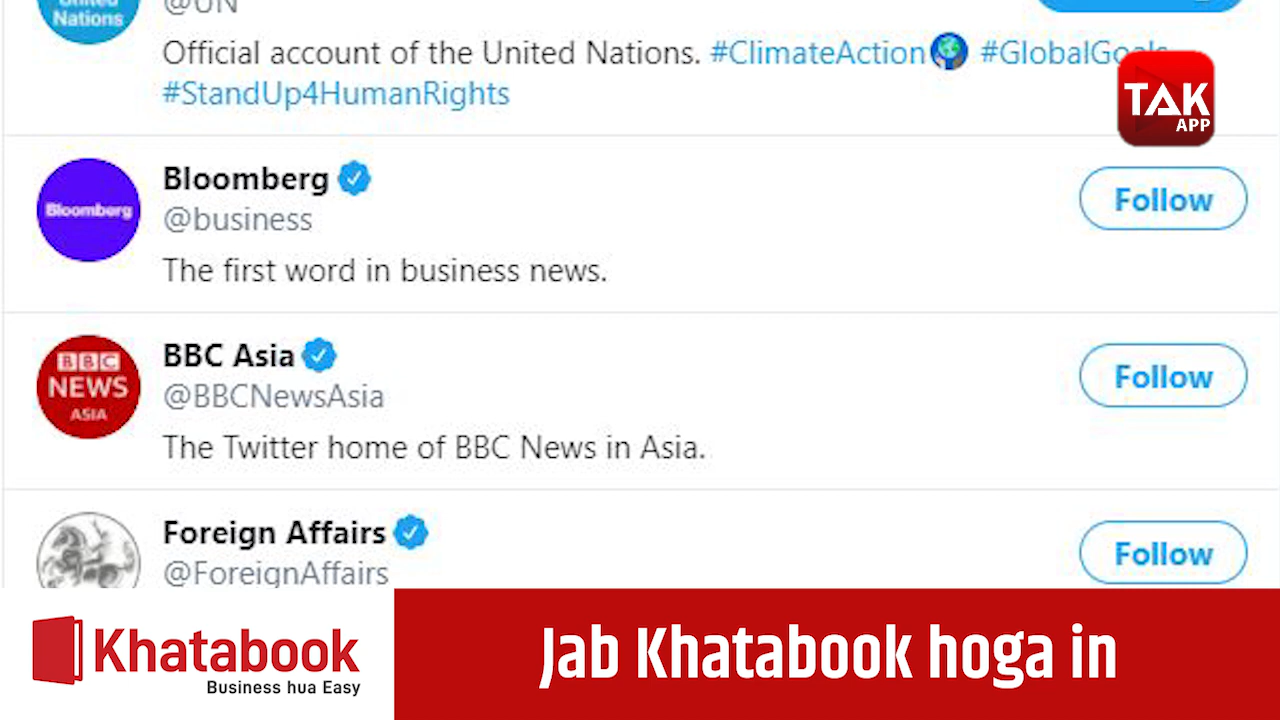 United
Nations
@UN
Official account of the United Nations. #ClimateAction #GlobalGoals
#StandUp4HumanRights
TAK
APP
Bloomberg
Bloomberg
@business
The first word in business news.
Follow
BBC
NEWS
ASIA
BBC Asia
@BBCNewsAsia
The Twitter home of BBC News in Asia.
Follow
Foreign Affairs
@ForeignAffairs
Follow
Khatabook
Business hua Easy
Jab Khatabook hoga in